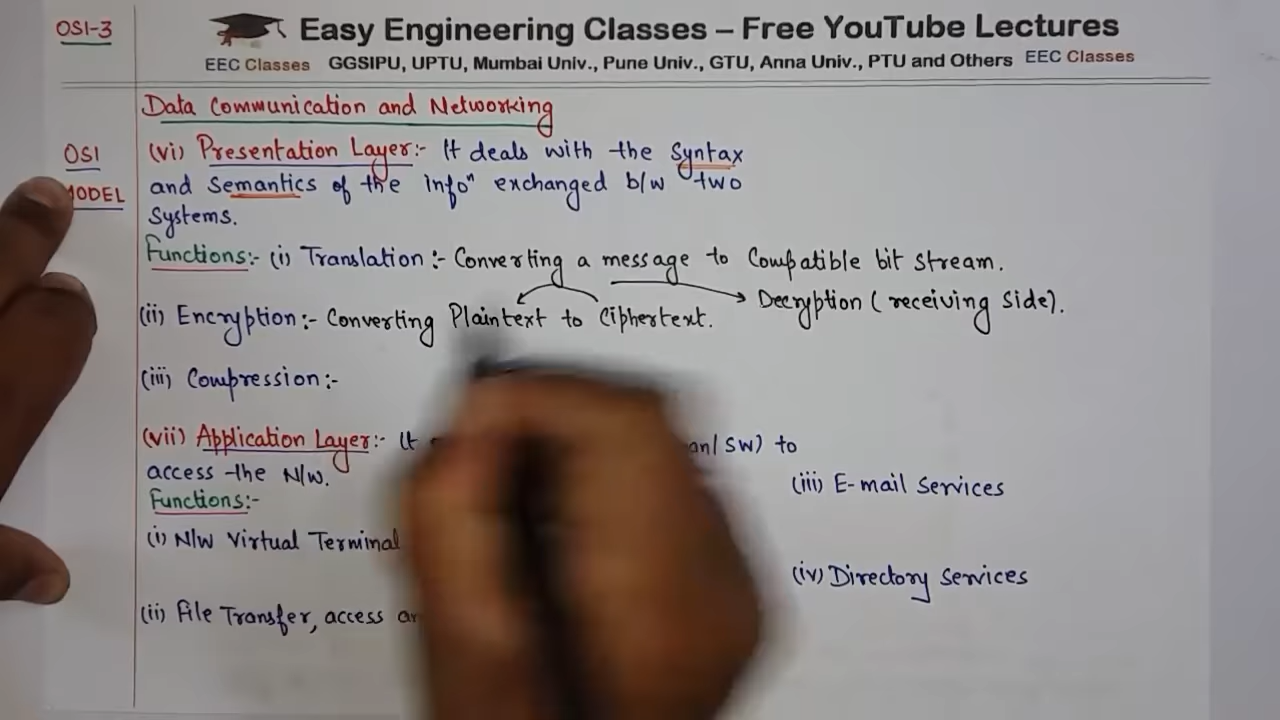 OSI-3
Easy Engineering Classes – Free YouTube Lectures
EEC Classes GGSIPU, UPTU, Mumbai Univ., Pune Univ., GTU, Anna Univ., PTU and Others EEC Classes
Data Communication and Networking
OSI
(vi) Presentation Layer:- It deals with the Syntax
MODEL
and Semantics of the infoⁿ exchanged b/w two
Systems.
Functions:- (i) Translation:- Converting a message to Compatible bit stream.
Decryption (receiving side).
(ii) Encryption:- Converting Plaintext to Ciphertext.
(iii) Compression:-
(vii) Application Layer:- It SW) to
access the N/w.
(iii) E-mail Services
Functions:-
(i) N/W Virtual Terminal
(iv) Directory Services
(ii) File Transfer, access